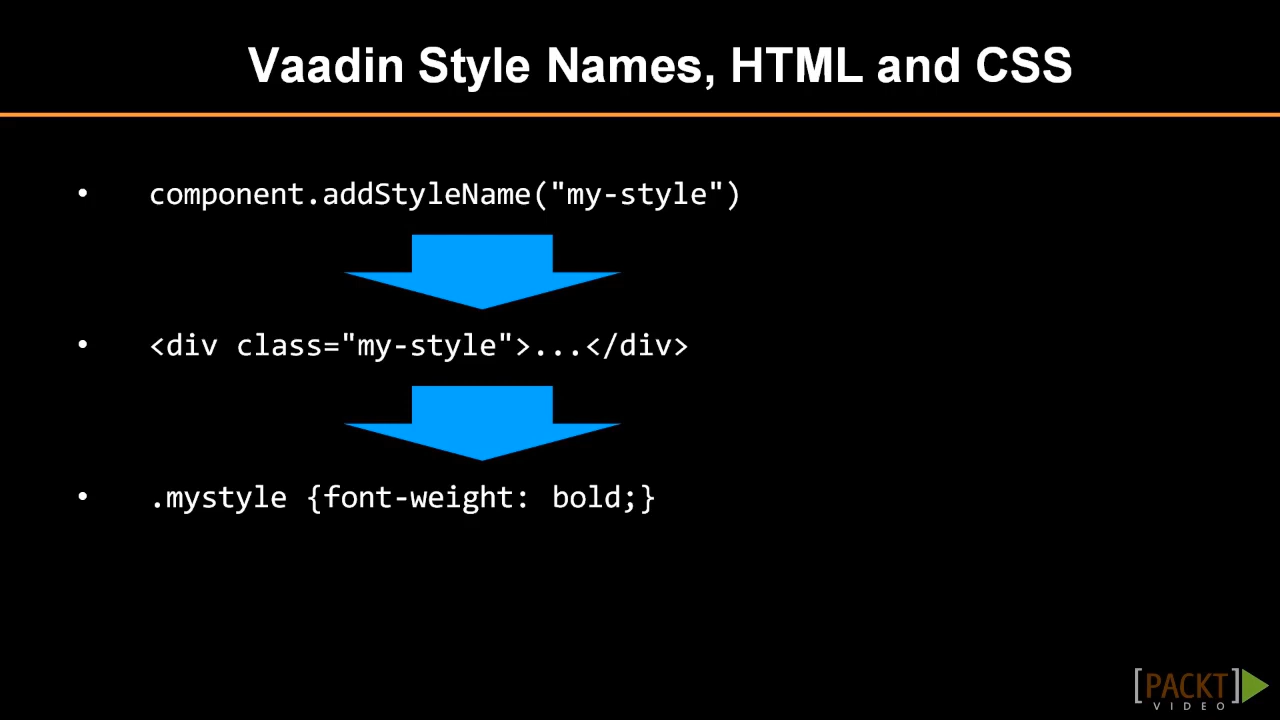 Vaadin Style Names, HTML and CSS
• component.addStyleName("my-style")
• <div class="my-style">...</div>
• .mystyle {font-weight: bold;}
[PACKT]
VIDEO